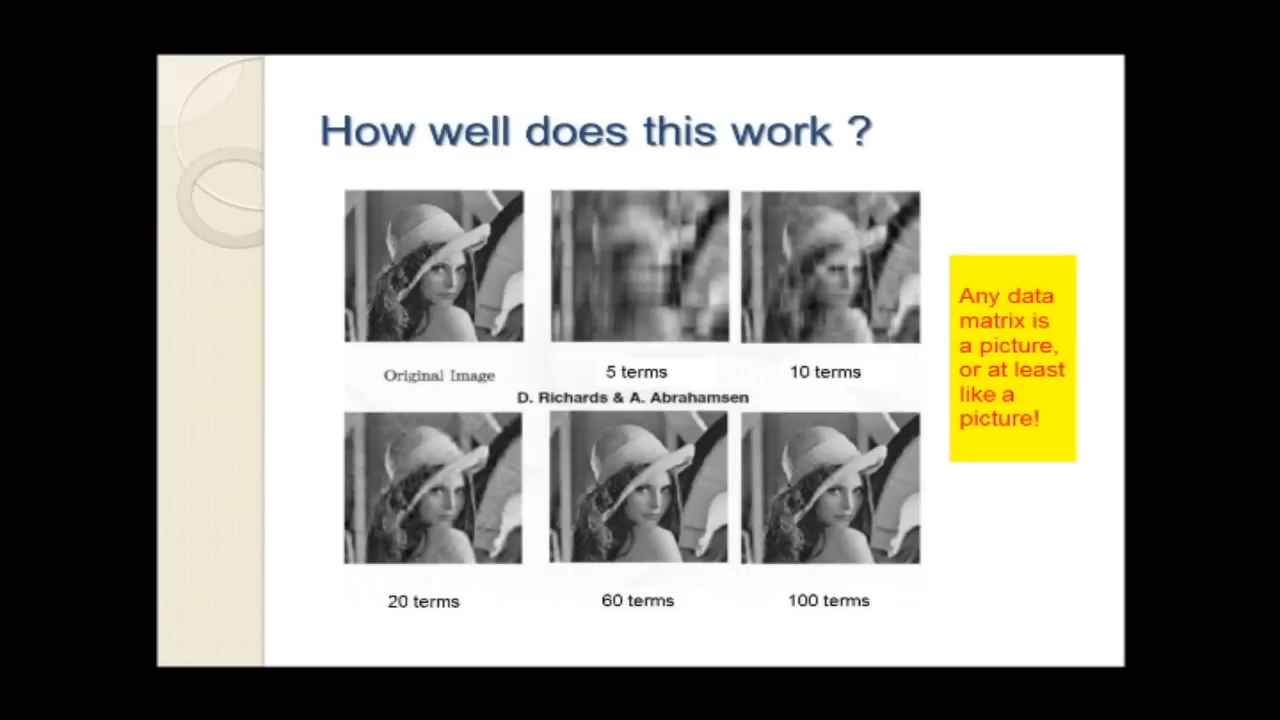 How well does this work ?
Original Image
5 terms
10 terms
D. Richards & A. Abrahamsen
20 terms
60 terms
100 terms
Any data
matrix is
a picture,
or at least
like a
picture!